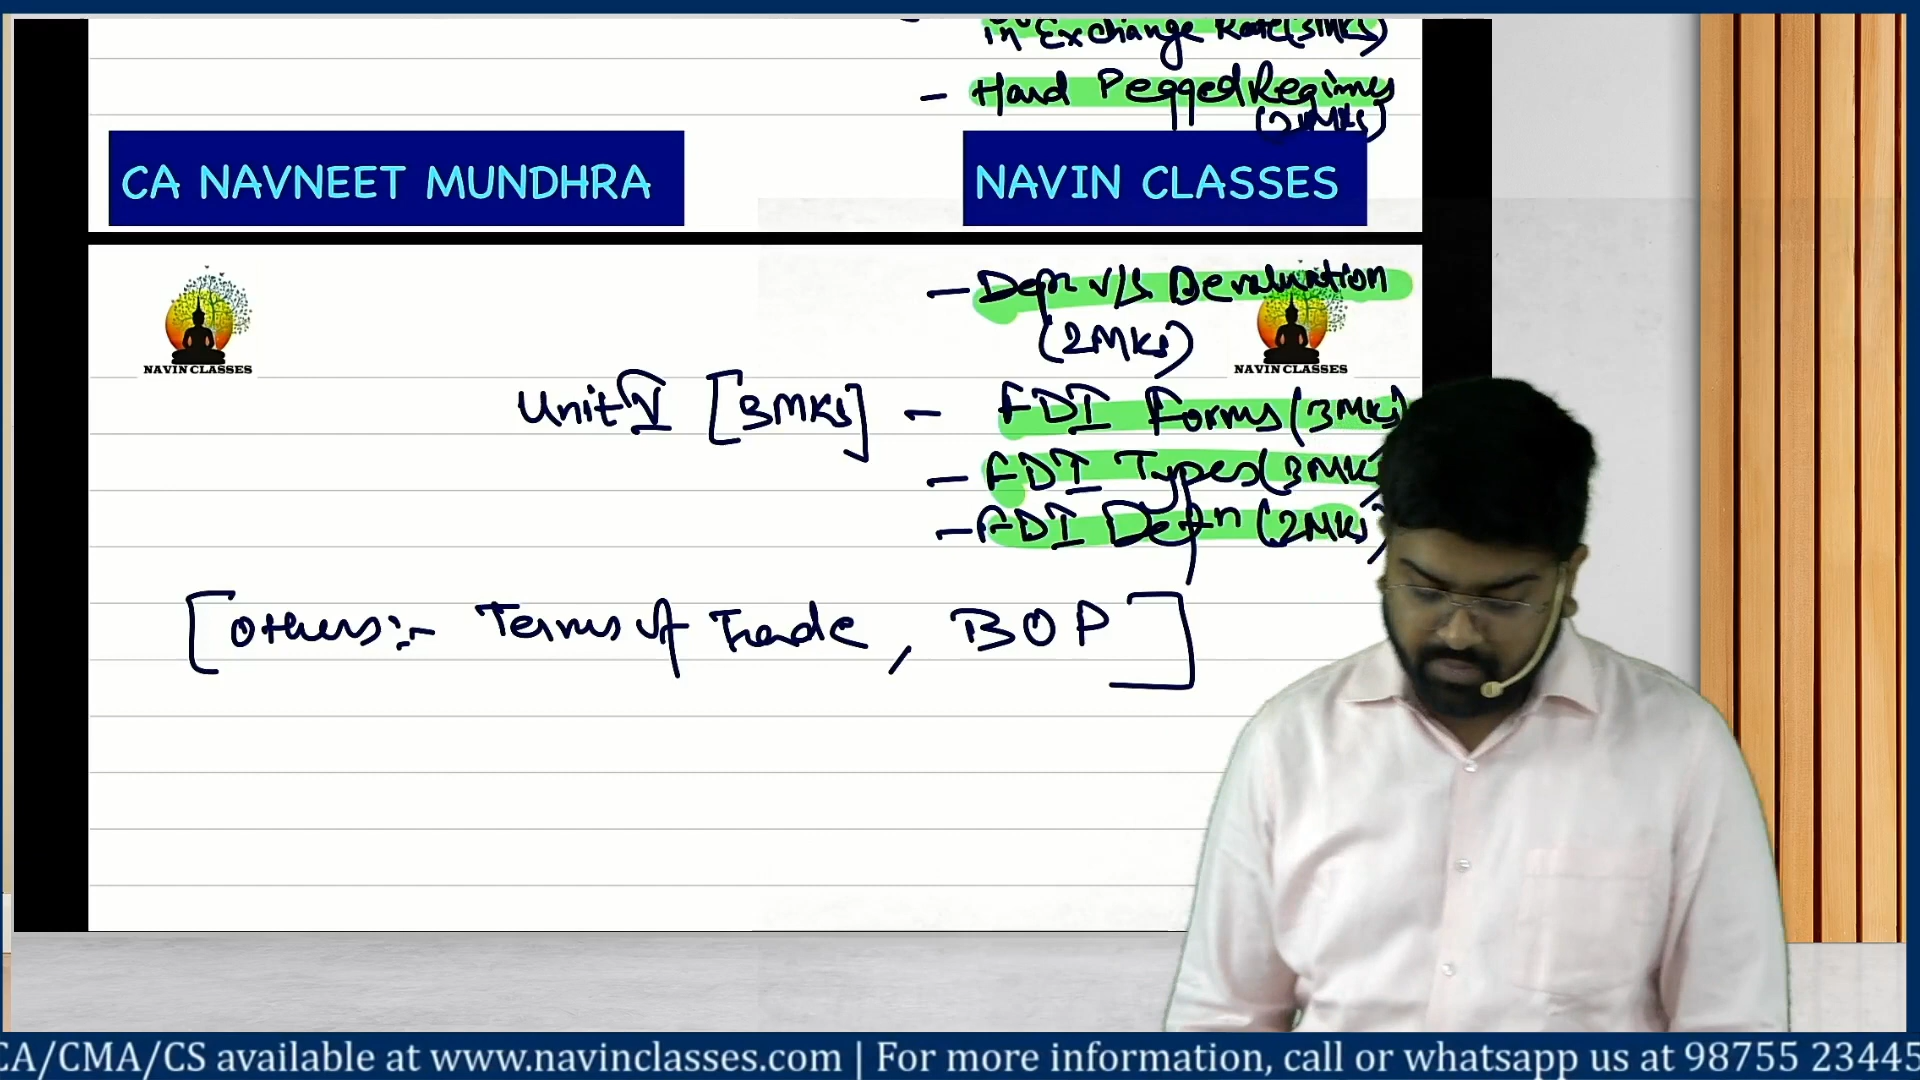 in Exchange Rate (3MKs)
- Hard Pegged Regimes
(2MKs)
CA NAVNEET MUNDHRA
NAVIN CLASSES
- Depn v/s Devaluation
(2MKs)
NAVIN CLASSES
NAVIN CLASSES
Unit V [3MKs] - FDI Forms (3MKs)
- FDI Types (3MK
- FDI Defn (2MKs)
[Others:- Terms of Trade, BOP]
CA/CMA/CS available at www.navinclasses.com | For more information, call or whatsapp us at 98755 23445